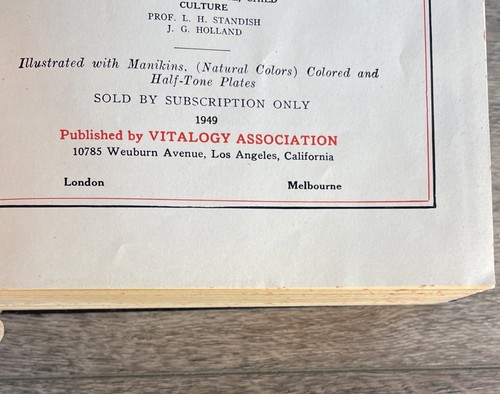 CHILD
CULTURE
PROF. L. H. STANDISH
J. G. HOLLAND
Illustrated with Manikins, (Natural Colors) Colored and
Half-Tone Plates
SOLD BY SUBSCRIPTION ONLY
1949
Published by VITALOGY ASSOCIATION
10785 Weuburn Avenue, Los Angeles, California
London Melbourne